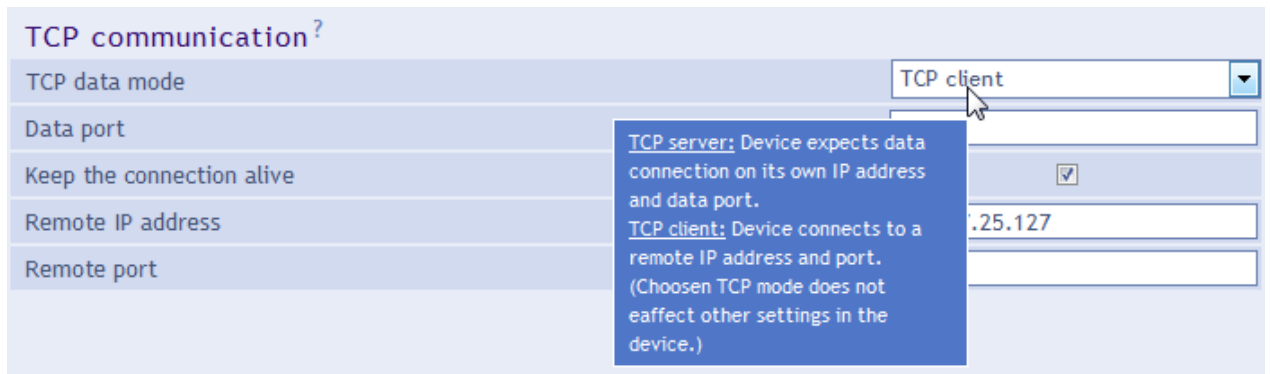 TCP communication?
TCP data mode
TCP client
Data port
Keep the connection alive
Remote IP address
.25.127
Remote port
TCP server: Device expects data
connection on its own IP address
and data port.
TCP client: Device connects to a
remote IP address and port.
(Choosen TCP mode does not
eaffect other settings in the
device.)